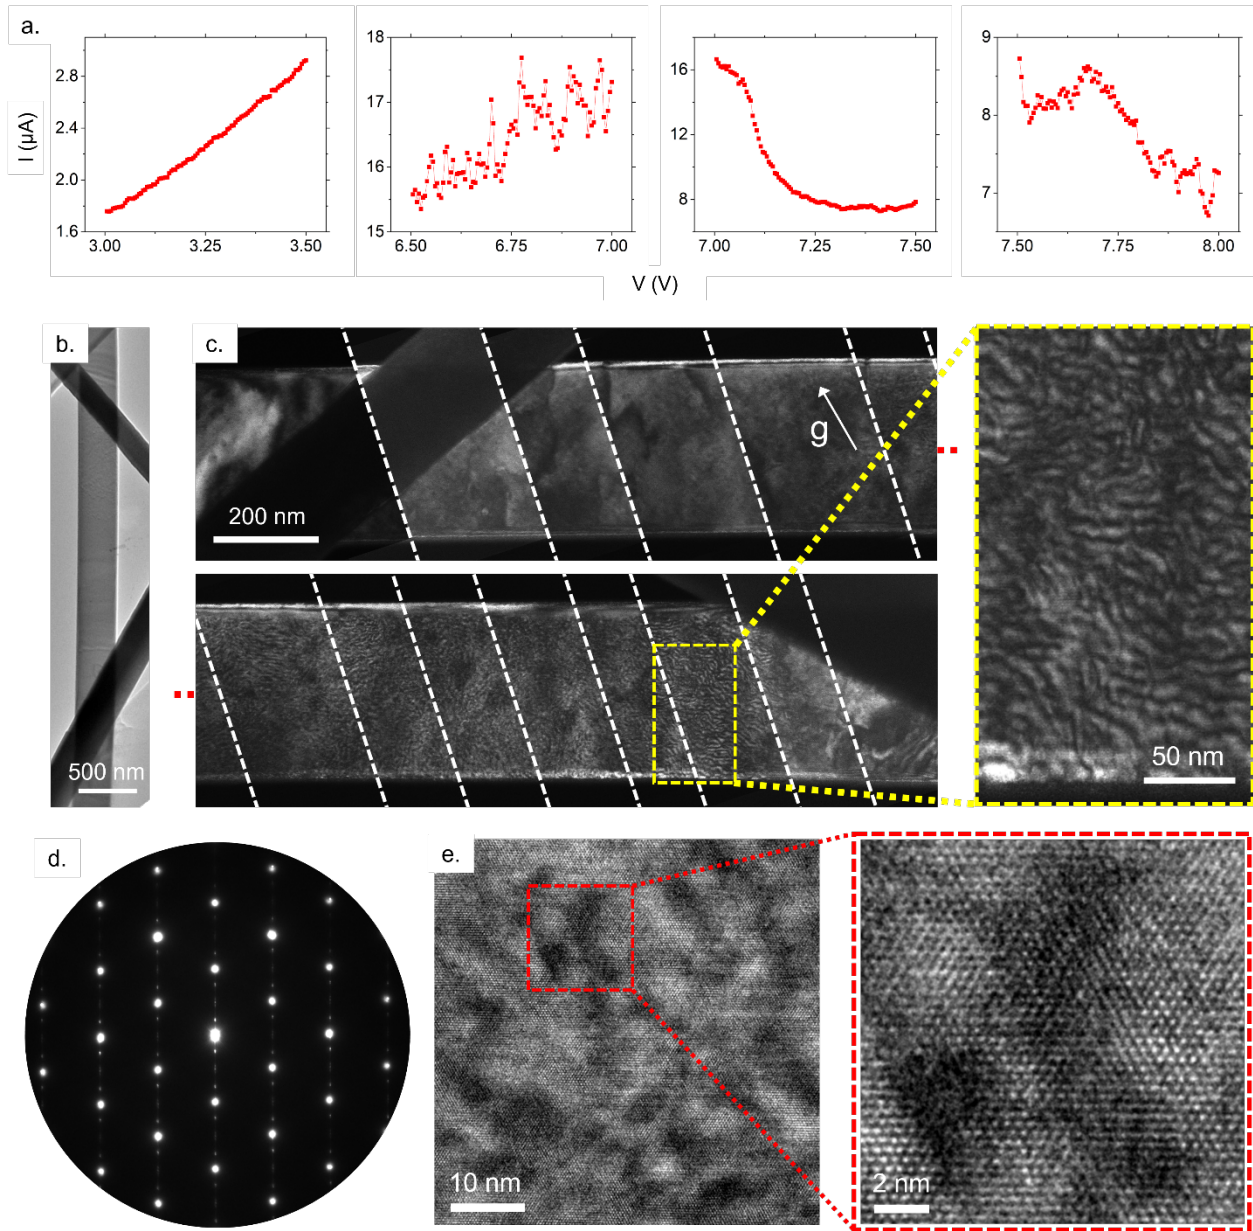 a.
I (µA)
2.8
2.4
2.0
1.6
3.00 3.25 3.50
18
17
16
15
6.50 6.75 7.00
16
12
8
7.00 7.25 7.50
9
8
7
7.50 7.75 8.00
V (V)
b.
500 nm
c.
g
200 nm
50 nm
d.
e.
10 nm
2 nm